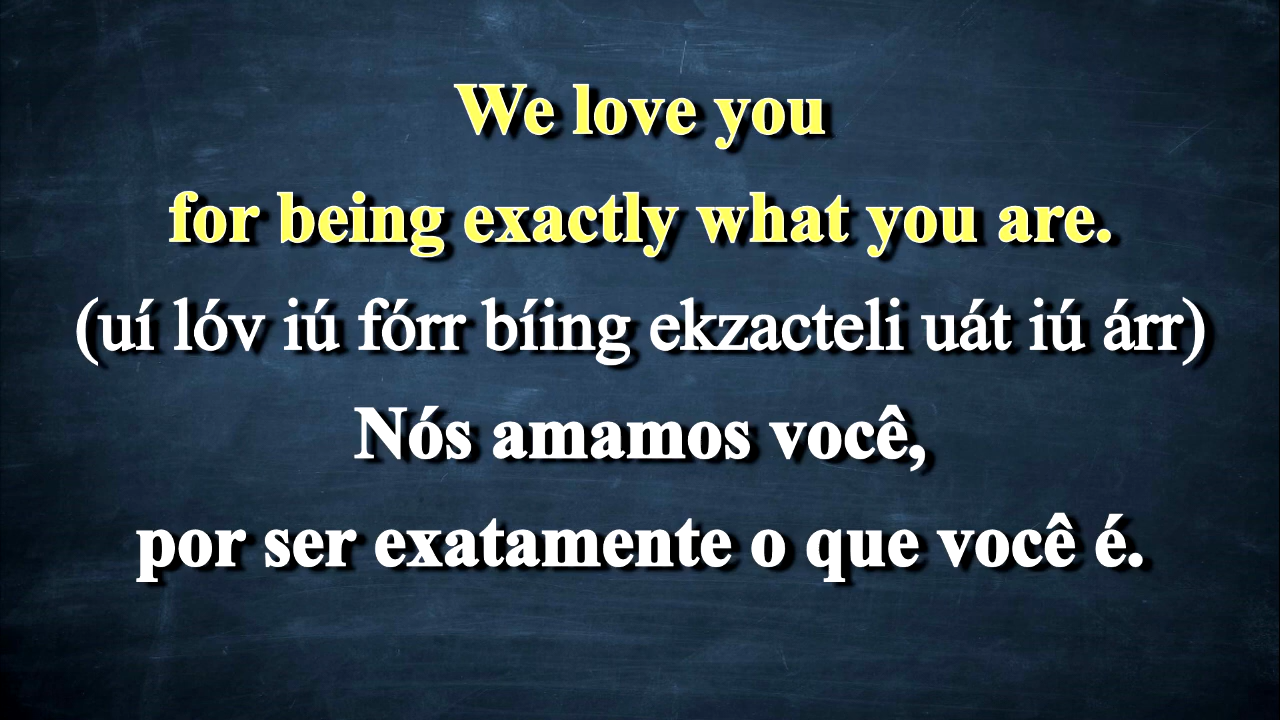 We love you
for being exactly what you are.
(uí lóv iú fórr bíing ekzacteli uát iú árr)
Nós amamos você,
por ser exatamente o que você é.